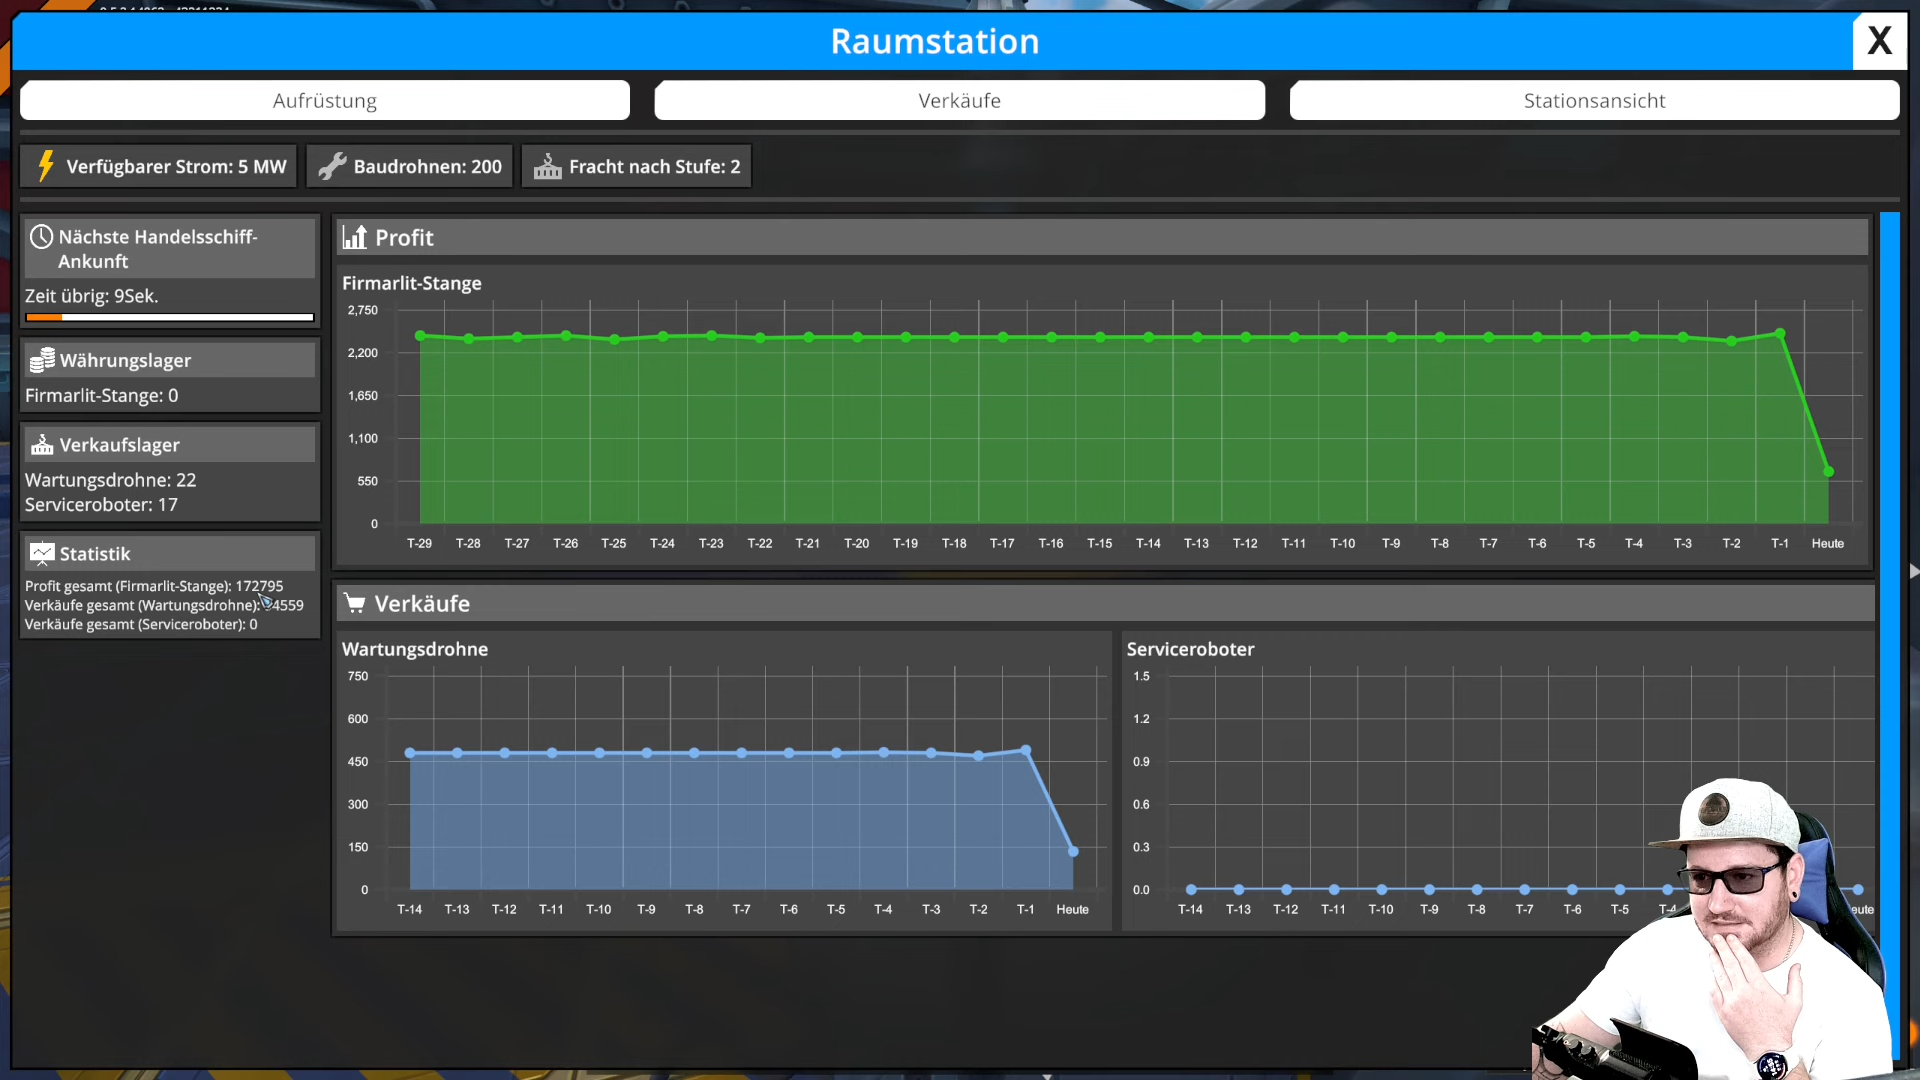 Raumstation
X
Aufrüstung
Verkäufe
Stationsansicht
Verfügbarer Strom: 5 MW
Baudrohnen: 200
Fracht nach Stufe: 2
Nächste Handelsschiff-
Ankunft
Zeit übrig: 9Sek.
Währungslager
Firmarlit-Stange: 0
Verkaufslager
Wartungsdrohne: 22
Serviceroboter: 17
Statistik
Profit gesamt (Firmarlit-Stange): 172795
Verkäufe gesamt (Wartungsdrohne): 4559
Verkäufe gesamt (Serviceroboter): 0
Profit
Firmarlit-Stange
2,750
2,200
1,650
1,100
550
0
T-29 T-28 T-27 T-26 T-25 T-24 T-23 T-22 T-21 T-20 T-19 T-18 T-17 T-16 T-15 T-14 T-13 T-12 T-11 T-10 T-9 T-8 T-7 T-6 T-5 T-4 T-3 T-2 T-1 Heute
Verkäufe
Wartungsdrohne
750
600
450
300
150
0
T-14 T-13 T-12 T-11 T-10 T-9 T-8 T-7 T-6 T-5 T-4 T-3 T-2 T-1 Heute
Serviceroboter
1.5
1.2
0.9
0.6
0.3
0.0
T-14 T-13 T-12 T-11 T-10 T-9 T-8 T-7 T-6 T-5 T-4 eute